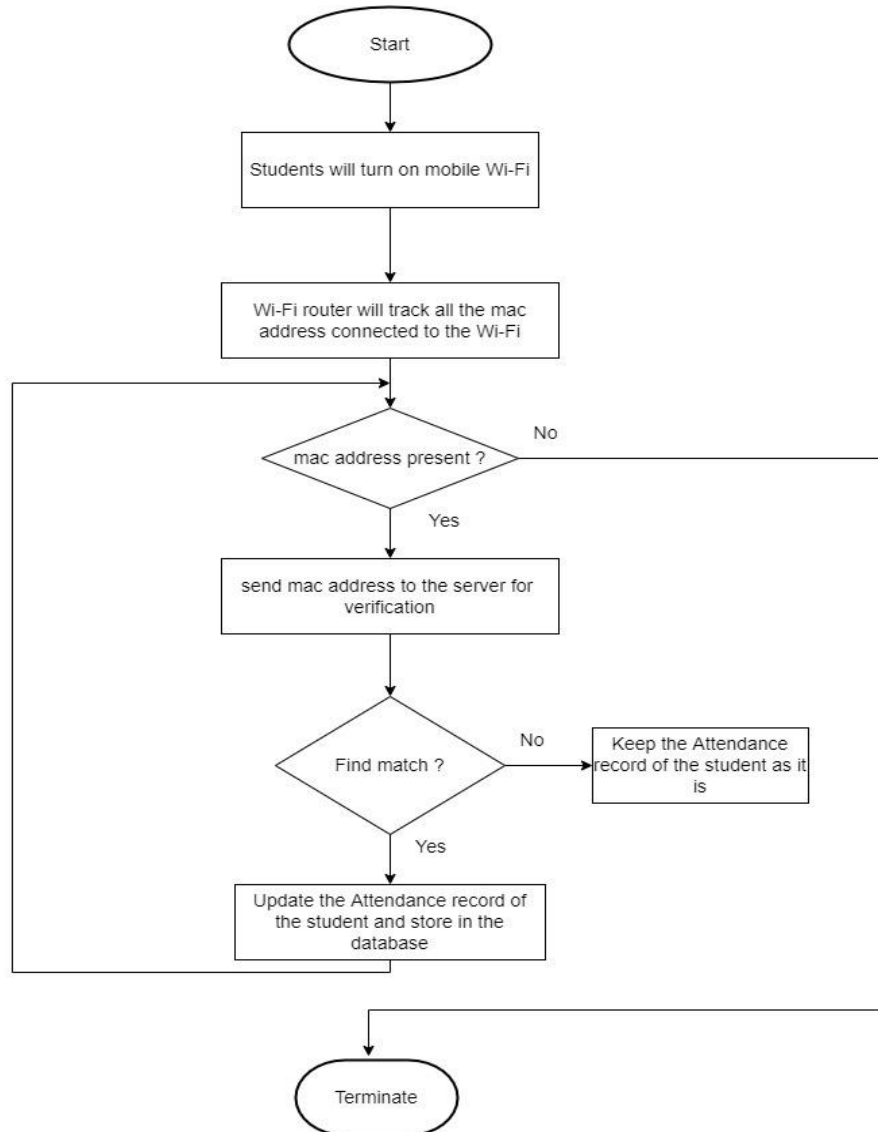 Start
Students will turn on mobile Wi-Fi
Wi-Fi router will track all the mac
address connected to the Wi-Fi
No
mac address present ?
Yes
send mac address to the server for
verification
No
Find match ?
Keep the Attendance
record of the student as it
is
Yes
Update the Attendance record of
the student and store in the
database
Terminate